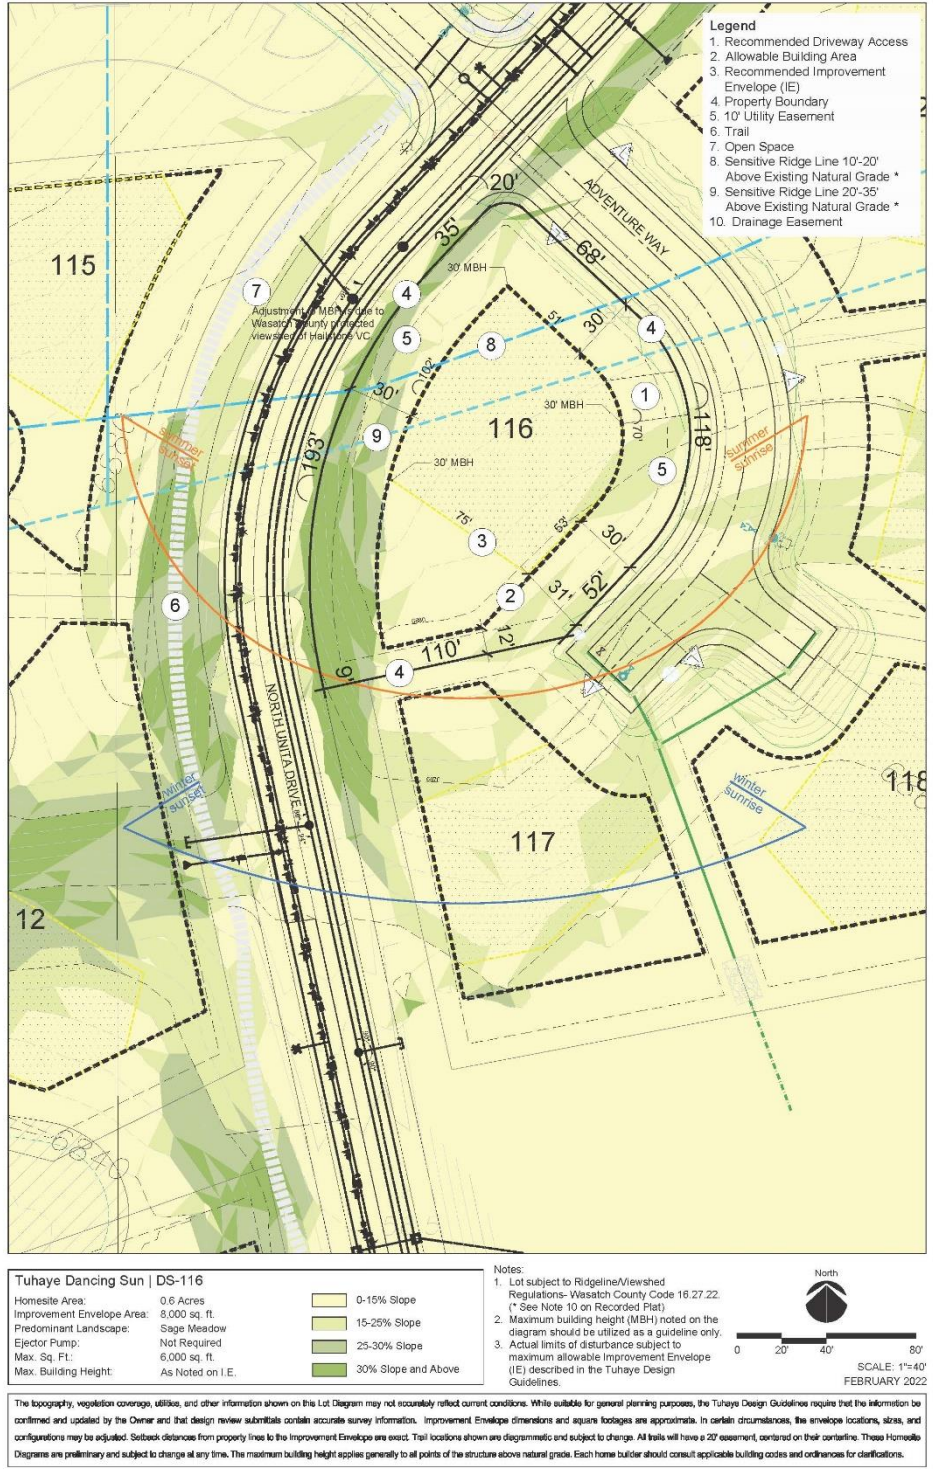 Legend
1. Recommended Driveway Access
2. Allowable Building Area
3. Recommended Improvement
Envelope (IE)
4. Property Boundary
5. 10' Utility Easement
6. Trail
7. Open Space
8. Sensitive Ridge Line 10'-20'
Above Existing Natural Grade *
9. Sensitive Ridge Line 20'-35'
Above Existing Natural Grade *
10. Drainage Easement
20'
ADVENTURE WAY
35'
68'
115
30' MBH
7
4
Adjustment to MBH is due to
Wasatch County protected
viewshed of Hailstone VC.
51'
30'
4
5
8
102'
30'
1
30' MBH
116
118'
70'
9
193'
summer
sunset
summer
sunrise
30' MBH
5
75'
53'
3
30'
6
2
31'
52'
12'
110'
4
9'
NORTH UNITA DRIVE
winter
sunset
winter
sunrise
118
117
12
6840
Tuhaye Dancing Sun | DS-116
Homesite Area: 0.6 Acres
Improvement Envelope Area: 8,000 sq. ft.
Predominant Landscape: Sage Meadow
Ejector Pump: Not Required
Max. Sq. Ft.: 6,000 sq. ft.
Max. Building Height: As Noted on I.E.
0-15% Slope
15-25% Slope
25-30% Slope
30% Slope and Above
Notes:
1. Lot subject to Ridgeline/Viewshed
Regulations- Wasatch County Code 16.27.22.
(* See Note 10 on Recorded Plat)
2. Maximum building height (MBH) noted on the
diagram should be utilized as a guideline only.
3. Actual limits of disturbance subject to
maximum allowable Improvement Envelope
(IE) described in the Tuhaye Design
Guidelines.
North
0 20' 40' 80'
SCALE: 1"=40'
FEBRUARY 2022
The topography, vegetation coverage, utilities, and other information shown on this Lot Diagram may not accurately reflect current conditions. While suitable for general planning purposes, the Tuhaye Design Guidelines require that the information be
confirmed and updated by the Owner and that design review submittals contain accurate survey information. Improvement Envelope dimensions and square footages are approximate. In certain circumstances, the envelope locations, sizes, and
configurations may be adjusted. Setback distances from property lines to the Improvement Envelope are exact. Trail locations shown are diagrammatic and subject to change. All trails will have a 20' easement, centered on their centerline. These Homesite
Diagrams are preliminary and subject to change at any time. The maximum building height applies generally to all points of the structure above natural grade. Each home builder should consult applicable building codes and ordinances for clarifications.